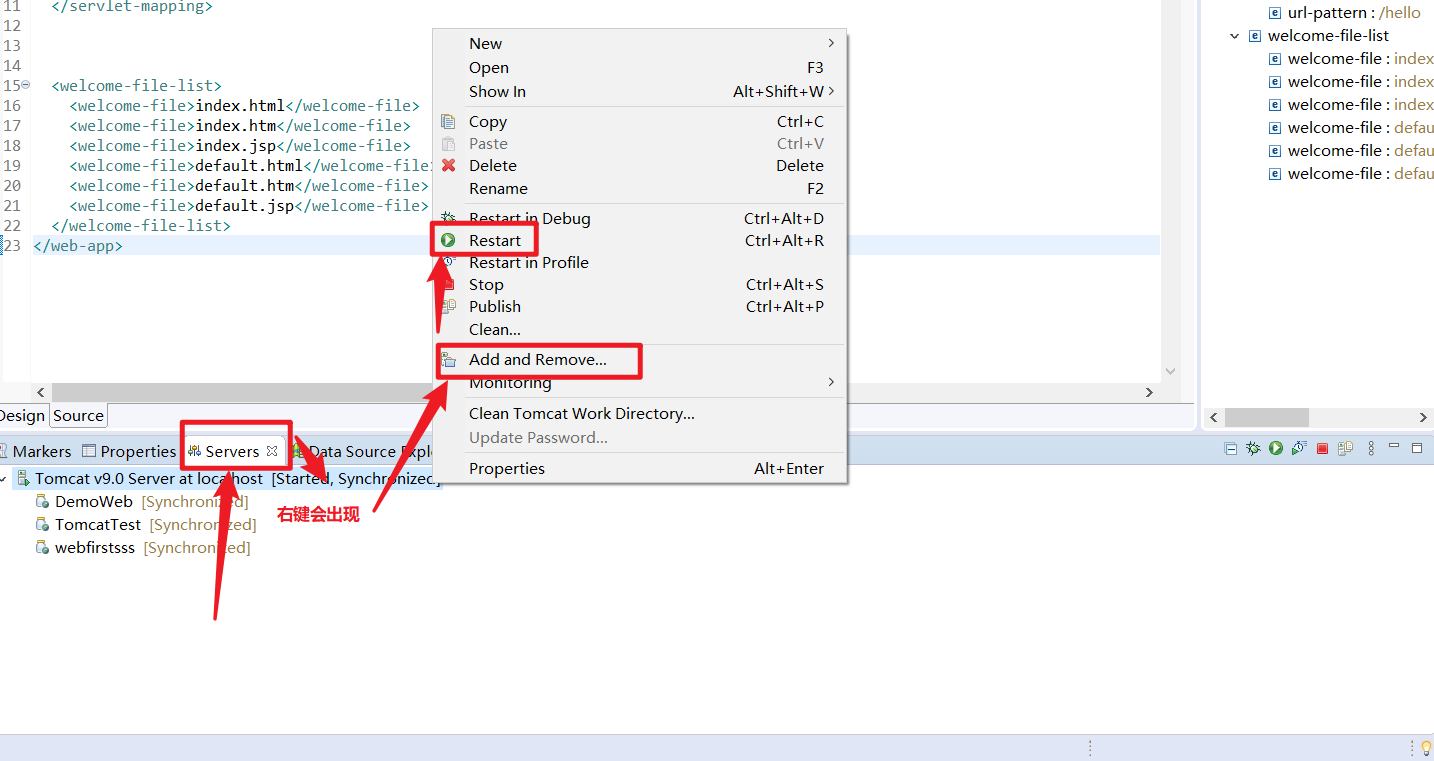 11 </servlet-mapping>
12
13
14
15 <welcome-file-list>
16 <welcome-file>index.html</welcome-file>
17 <welcome-file>index.htm</welcome-file>
18 <welcome-file>index.jsp</welcome-file>
19 <welcome-file>default.html</welcome-file>
20 <welcome-file>default.htm</welcome-file>
21 <welcome-file>default.jsp</welcome-file>
22 </welcome-file-list>
23 </web-app>
New
Open F3
Show In Alt+Shift+W
Copy Ctrl+C
Paste Ctrl+V
Delete Delete
Rename F2
Restart in Debug Ctrl+Alt+D
Restart Ctrl+Alt+R
Restart in Profile
Stop Ctrl+Alt+S
Publish Ctrl+Alt+P
Clean...
Add and Remove...
Monitoring
Clean Tomcat Work Directory...
Update Password...
Properties Alt+Enter
url-pattern : /hello
welcome-file-list
welcome-file : index
welcome-file : index
welcome-file : index
welcome-file : defau
welcome-file : defau
welcome-file : defau
Design Source
Markers Properties Servers Data Source Explo
Tomcat v9.0 Server at localhost [Started, Synchronized]
DemoWeb [Synchronized]
TomcatTest [Synchronized]
webfirstsss [Synchronized]
右键会出现